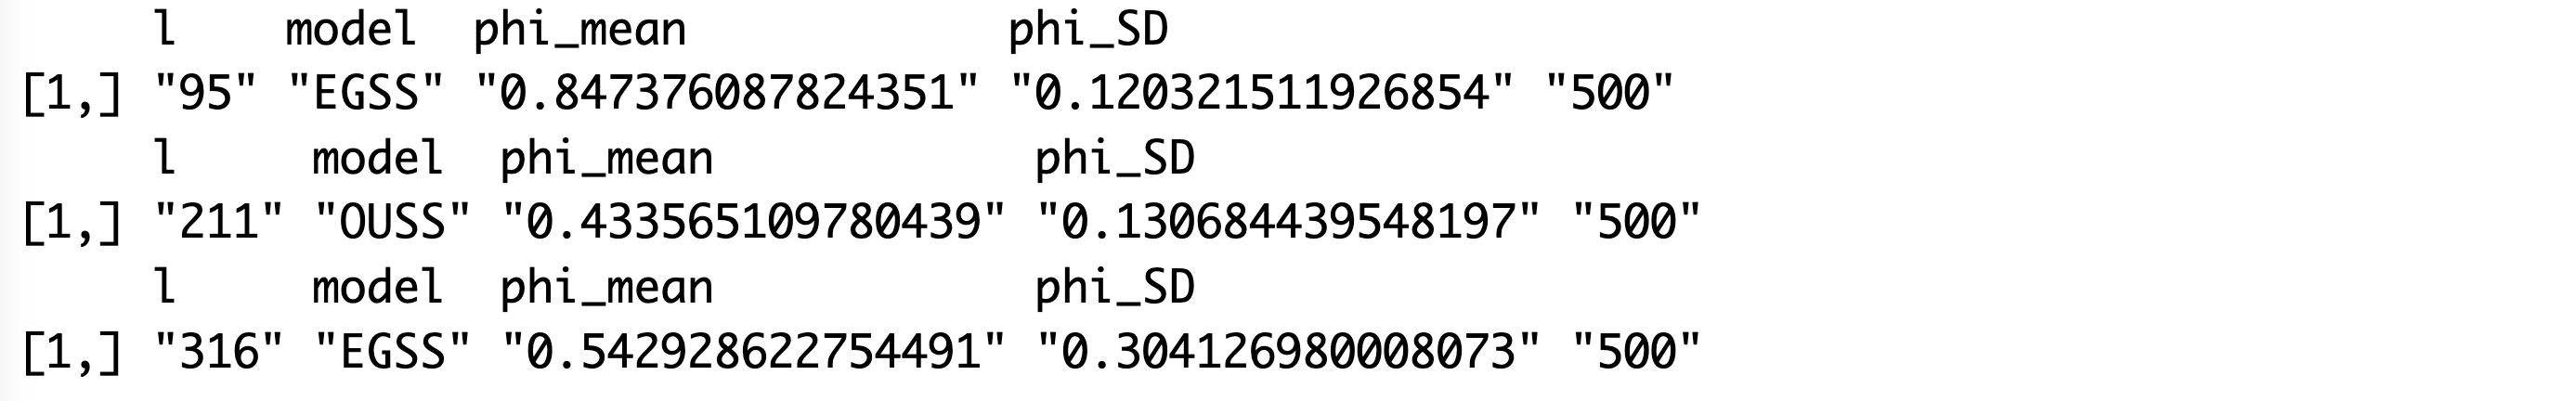 l model phi_mean phi_SD
[1,] "95" "EGSS" "0.847376087824351" "0.120321511926854" "500"
l model phi_mean phi_SD
[1,] "211" "OUSS" "0.433565109780439" "0.130684439548197" "500"
l model phi_mean phi_SD
[1,] "316" "EGSS" "0.542928622754491" "0.304126980008073" "500"